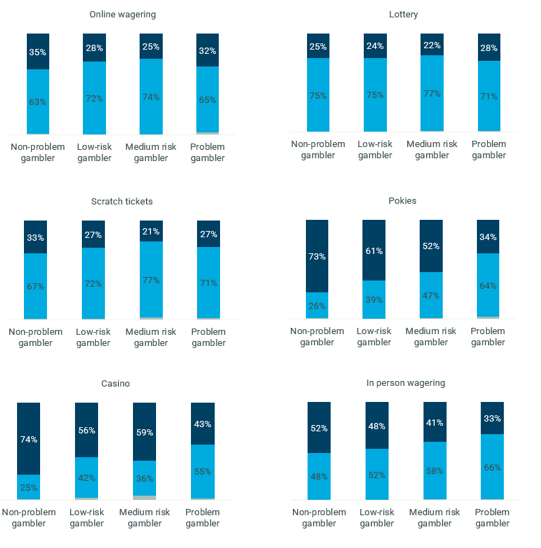 Online wagering
35% 28% 25% 32%
63% 72% 74% 65%
Non-problem Low-risk Medium risk Problem
gambler gambler gambler gambler
Lottery
25% 24% 22% 28%
75% 75% 77% 71%
Non-problem Low-risk Medium risk Problem
gambler gambler gambler gambler
Scratch tickets
33% 27% 21% 27%
67% 72% 77% 71%
Non-problem Low-risk Medium risk Problem
gambler gambler gambler gambler
Pokies
73% 61% 52% 34%
26% 39% 47% 64%
Non-problem Low-risk Medium risk Problem
gambler gambler gambler gambler
Casino
74% 56% 59% 43%
25% 42% 36% 55%
Non-problem Low-risk Medium risk Problem
gambler gambler gambler gambler
In person wagering
52% 48% 41% 33%
48% 52% 58% 66%
Non-problem Low-risk Medium risk Problem
gambler gambler gambler gambler